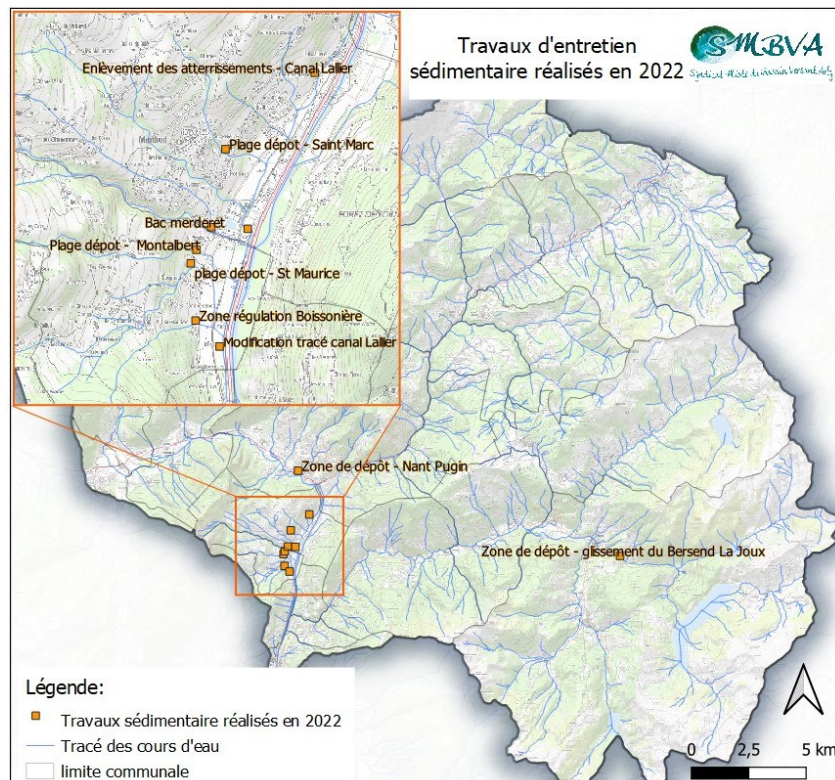 Travaux d'entretien
sédimentaire réalisés en 2022
SMBVA
Enlèvement des atterrissements - Canal Lallier
Plage dépot - Saint Marc
Bac merderet
Plage dépot - Montalbert
plage dépot - St Maurice
Zone régulation Boissonière
Modification tracé canal Lallier
Zone de dépôt - Nant Pugin
Zone de dépôt - glissement du Bersend La Joux
Légende:
Travaux sédimentaire réalisés en 2022
Tracé des cours d'eau
limite communale
0 2,5 5 km